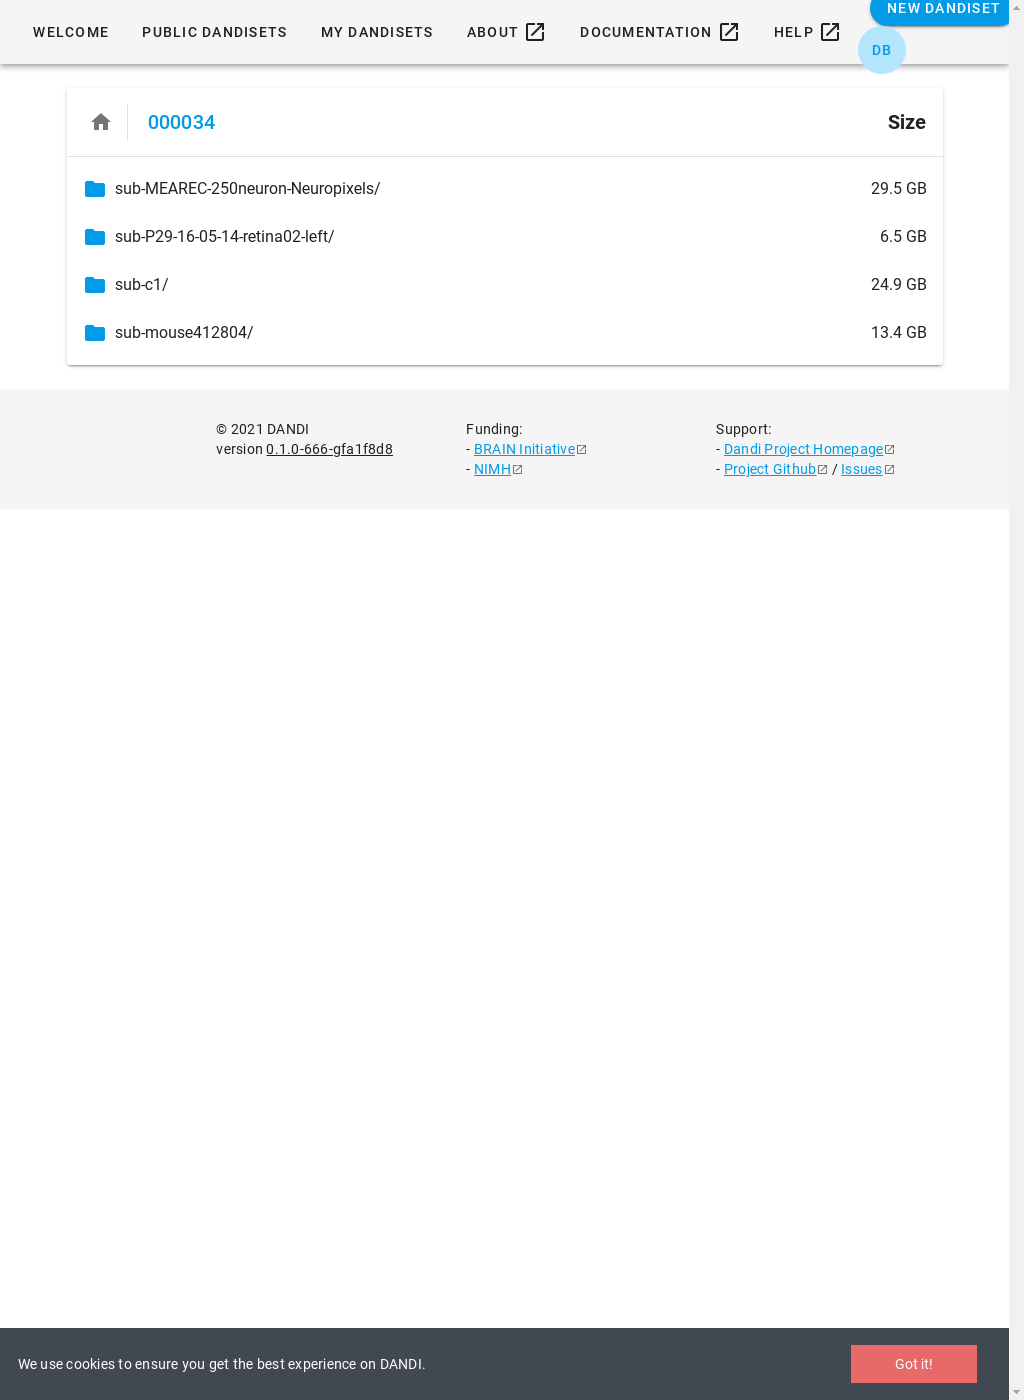 NEW DANDISET
WELCOME PUBLIC DANDISETS MY DANDISETS ABOUT DOCUMENTATION HELP
DB
000034 Size
sub-MEAREC-250neuron-Neuropixels/ 29.5 GB
sub-P29-16-05-14-retina02-left/ 6.5 GB
sub-c1/ 24.9 GB
sub-mouse412804/ 13.4 GB
© 2021 DANDI
version 0.1.0-666-gfa1f8d8
Funding:
- BRAIN Initiative
- NIMH
Support:
- Dandi Project Homepage
- Project Github / Issues
We use cookies to ensure you get the best experience on DANDI.
Got it!